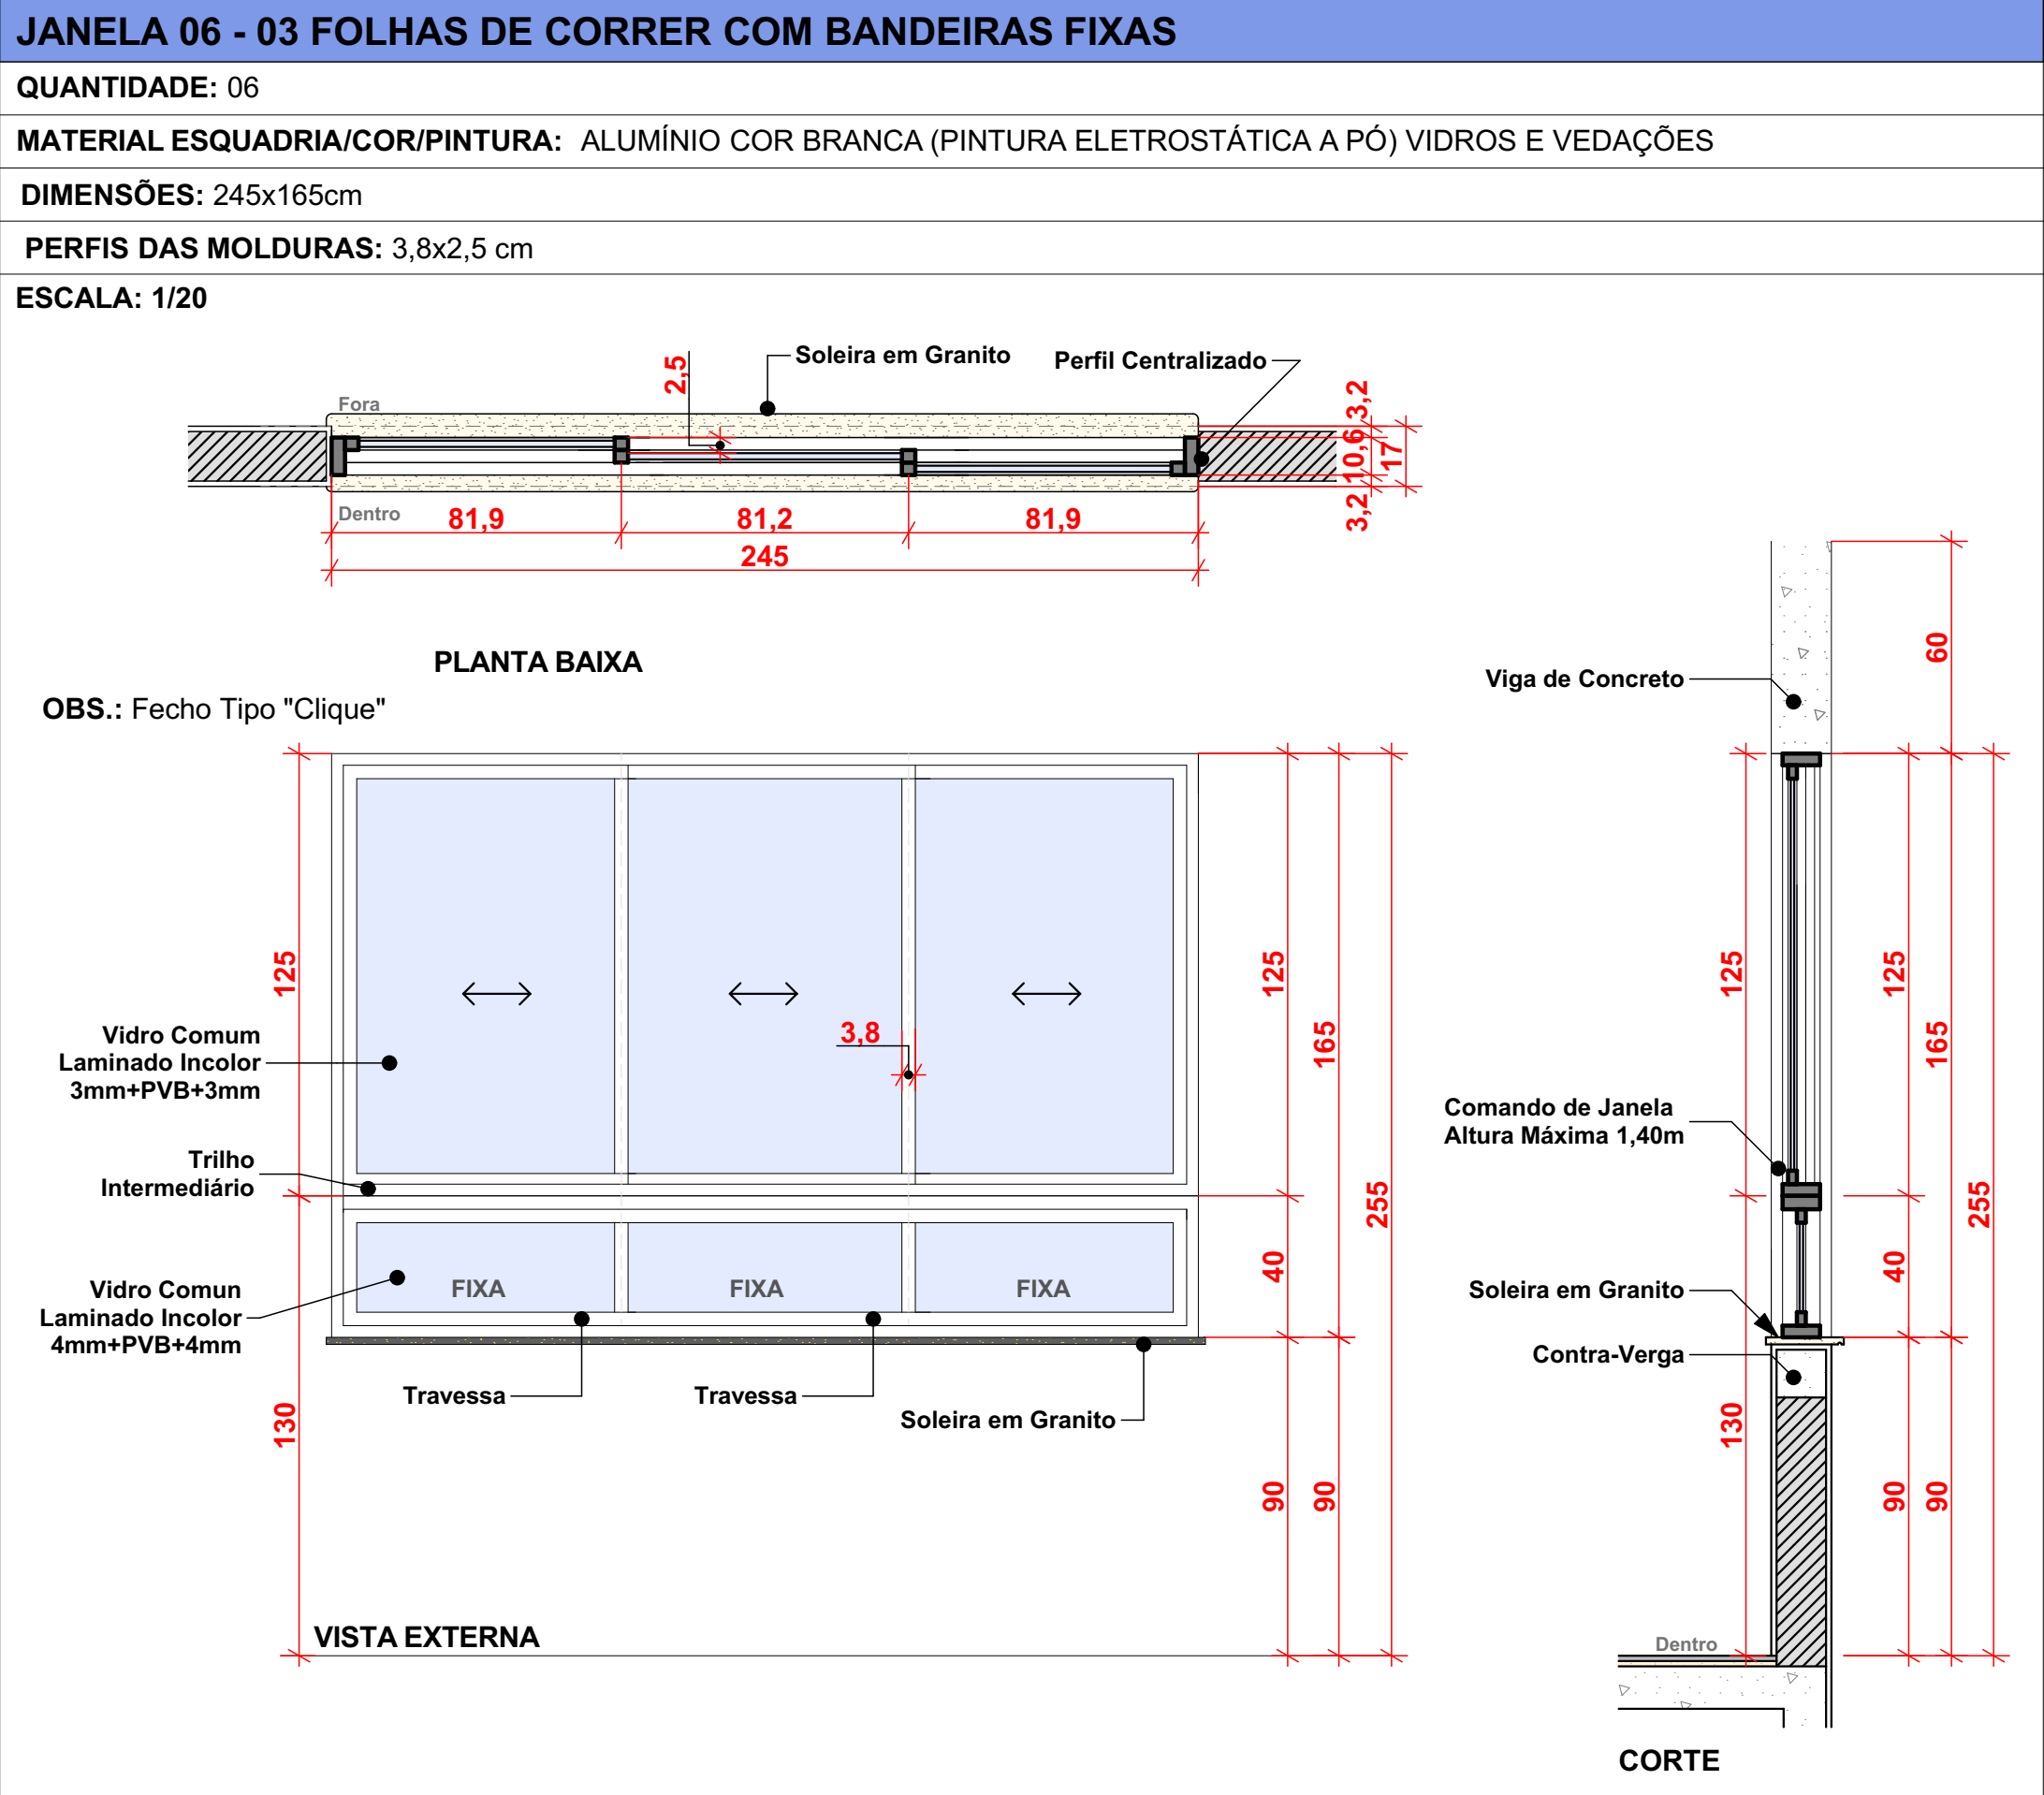 JANELA 06 - 03 FOLHAS DE CORRER COM BANDEIRAS FIXAS
QUANTIDADE: 06
MATERIAL ESQUADRIA/COR/PINTURA: ALUMÍNIO COR BRANCA (PINTURA ELETROSTÁTICA A PÓ) VIDROS E VEDAÇÕES
DIMENSÕES: 245x165cm
PERFIS DAS MOLDURAS: 3,8x2,5 cm
ESCALA: 1/20
Soleira em Granito
Perfil Centralizado
2,5
Fora
3,2
10,6
17
3,2
Dentro
81,9
81,2
81,9
245
PLANTA BAIXA
OBS.: Fecho Tipo "Clique"
125
130
Vidro Comum
Laminado Incolor
3mm+PVB+3mm
Trilho
Intermediário
Vidro Comun
Laminado Incolor
4mm+PVB+4mm
3,8
FIXA
FIXA
FIXA
Travessa
Travessa
Soleira em Granito
125
40
90
165
90
255
VISTA EXTERNA
Viga de Concreto
60
125
130
Comando de Janela
Altura Máxima 1,40m
Soleira em Granito
Contra-Verga
125
40
90
165
90
255
Dentro
CORTE